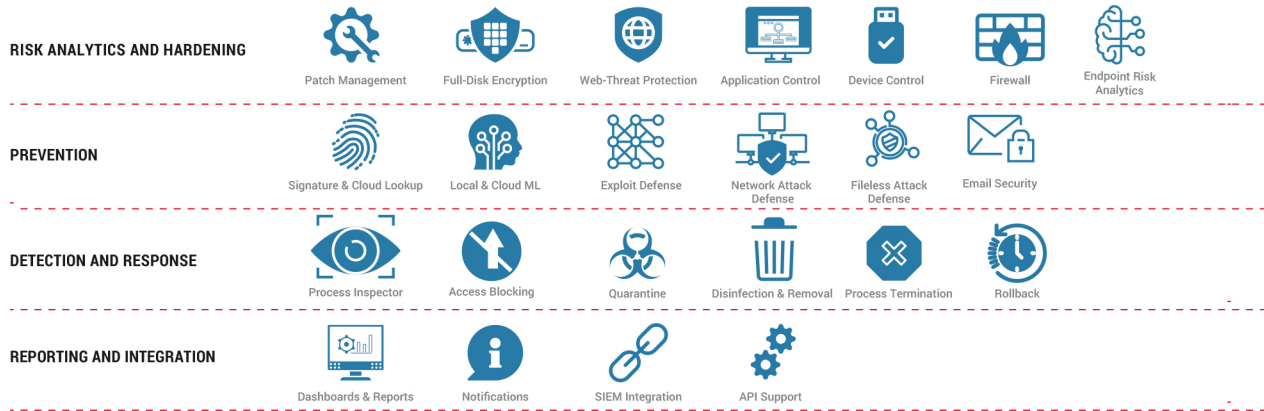 RISK ANALYTICS AND HARDENING
Patch Management
Full-Disk Encryption
Web-Threat Protection
Application Control
Device Control
Firewall
Endpoint Risk
Analytics
PREVENTION
Signature & Cloud Lookup
Local & Cloud ML
Exploit Defense
Network Attack
Defense
Fileless Attack
Defense
Email Security
DETECTION AND RESPONSE
Process Inspector
Access Blocking
Quarantine
Disinfection & Removal
Process Termination
Rollback
REPORTING AND INTEGRATION
Dashboards & Reports
Notifications
SIEM Integration
API Support